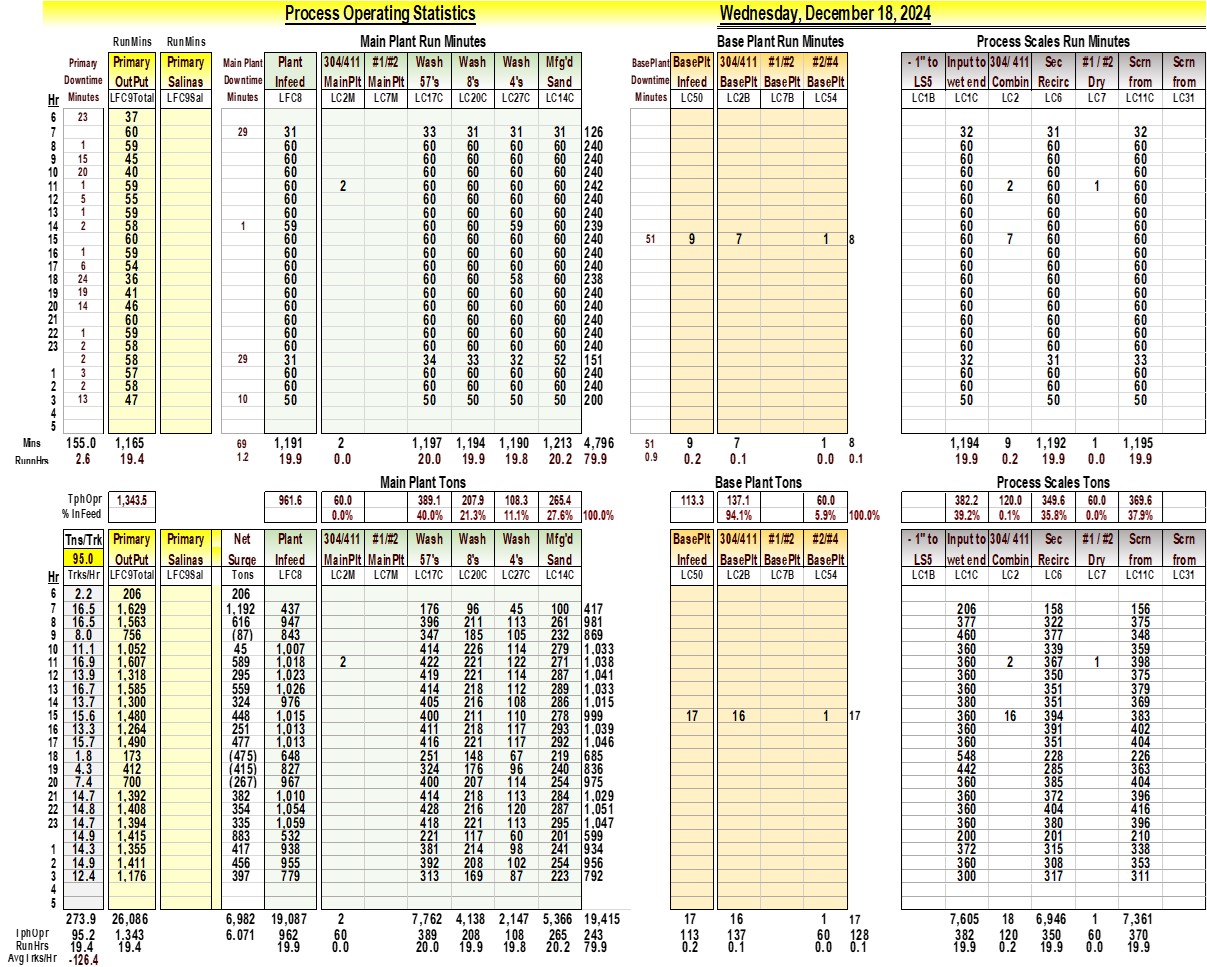 Process Operating Statistics Wednesday, December 18, 2024
RunMins RunMins Main Plant Run Minutes Base Plant Run Minutes Process Scales Run Minutes
Primary Primary Primary Main Plant Plant 304/411 #1/#2 Wash Wash Wash Mfg'd BasePlant BasePlt 304/411 #1/#2 #2/#4 - 1" to Input to 304/ 411 Sec #1 / #2 Scrn Scrn
Downtime OutPut Salinas Downtime Infeed MainPlt MainPlt 57's 8's 4's Sand Downtime Infeed BasePlt BasePlt BasePlt LS5 wet end Combin Recirc Dry from from
Hr Minutes LFC9Total LFC9Sal Minutes LFC8 LC2M LC7M LC17C LC20C LC27C LC14C Minutes LC50 LC2B LC7B LC54 LC1B LC1C LC2 LC6 LC7 LC11C LC31
6 23 37
7 60 29 31 33 31 31 31 126 32 31 32
8 1 59 60 60 60 60 60 240 60 60 60
9 15 45 60 60 60 60 60 240 60 60 60
10 20 40 60 60 60 60 60 240 60 60 60
11 1 59 60 2 60 60 60 60 242 60 2 60 1 60
12 5 55 60 60 60 60 60 240 60 60 60
13 1 59 60 60 60 60 60 240 60 60 60
14 2 58 1 59 60 60 59 60 239 60 60 60
15 60 60 60 60 60 60 240 51 9 7 1 8 60 7 60 60
16 1 59 60 60 60 60 60 240 60 60 60
17 6 54 60 60 60 60 60 240 60 60 60
18 24 36 60 60 60 58 60 238 60 60 60
19 19 41 60 60 60 60 60 240 60 60 60
20 14 46 60 60 60 60 60 240 60 60 60
21 60 60 60 60 60 60 240 60 60 60
22 1 59 60 60 60 60 60 240 60 60 60
23 2 58 60 60 60 60 60 240 60 60 60
2 58 29 31 34 33 32 52 151 32 31 33
1 3 57 60 60 60 60 60 240 60 60 60
2 2 58 60 60 60 60 60 240 60 60 60
3 13 47 10 50 50 50 50 50 200 50 50 50
4
5
Mins 155.0 1,165 69 1,191 2 1,197 1,194 1,190 1,213 4,796 51 9 7 1 8 1,194 9 1,192 1 1,195
RunnHrs 2.6 19.4 1.2 19.9 0.0 20.0 19.9 19.8 20.2 79.9 0.9 0.2 0.1 0.0 0.1 19.9 0.2 19.9 0.0 19.9
Main Plant Tons Base Plant Tons Process Scales Tons
TphOpr 1,343.5 961.6 60.0 389.1 207.9 108.3 265.4 113.3 137.1 60.0 382.2 120.0 349.6 60.0 369.6
% InFeed 0.0% 40.0% 21.3% 11.1% 27.6% 100.0% 94.1% 5.9% 100.0% 39.2% 0.1% 35.8% 0.0% 37.9%
Tns/Trk Primary Primary Net Plant 304/411 #1/#2 Wash Wash Wash Mfg'd BasePlt 304/411 #1/#2 #2/#4 - 1" to Input to 304/ 411 Sec #1 / #2 Scrn Scrn
95.0 OutPut Salinas Surge Infeed MainPlt MainPlt 57's 8's 4's Sand Infeed BasePlt BasePlt BasePlt LS5 wet end Combin Recirc Dry from from
Hr Trks/Hr LFC9Total LFC9Sal Tons LFC8 LC2M LC7M LC17C LC20C LC27C LC14C LC50 LC2B LC7B LC54 LC1B LC1C LC2 LC6 LC7 LC11C LC31
6 2.2 206 206
7 16.5 1,629 1,192 437 176 96 45 100 417 206 158 156
8 16.5 1,563 616 947 396 211 113 261 981 377 322 375
9 8.0 756 (87) 843 347 185 105 232 869 460 377 348
10 11.1 1,052 45 1,007 414 226 114 279 1,033 360 339 359
11 16.9 1,607 589 1,018 2 422 221 122 271 1,038 360 2 367 1 398
12 13.9 1,318 295 1,023 419 221 114 287 1,041 360 350 375
13 16.7 1,585 559 1,026 414 218 112 289 1,033 360 351 379
14 13.7 1,300 324 976 405 216 108 286 1,015 380 351 369
15 15.6 1,480 448 1,015 400 211 110 278 999 17 16 1 17 360 16 394 383
16 13.3 1,264 251 1,013 411 218 117 293 1,039 360 391 402
17 15.7 1,490 477 1,013 416 221 117 292 1,046 360 351 404
18 1.8 173 (475) 648 251 148 67 219 685 548 228 226
19 4.3 412 (415) 827 324 176 96 240 836 442 285 363
20 7.4 700 (267) 967 400 207 114 254 975 360 385 404
21 14.7 1,392 382 1,010 414 218 113 284 1,029 360 372 396
22 14.8 1,408 354 1,054 428 216 120 287 1,051 360 404 416
23 14.7 1,394 335 1,059 418 221 113 295 1,047 360 380 396
14.9 1,415 883 532 221 117 60 201 599 200 201 210
1 14.3 1,355 417 938 381 214 98 241 934 372 315 338
2 14.9 1,411 456 955 392 208 102 254 956 360 308 353
3 12.4 1,176 397 779 313 169 87 223 792 300 317 311
4
5
273.9 26,086 6,982 19,087 2 7,762 4,138 2,147 5,366 19,415 17 16 1 17 7,605 18 6,946 1 7,361
TphOpr 95.2 1,343 6.071 962 60 389 208 108 265 243 113 137 60 128 382 120 350 60 370
RunHrs 19.4 19.4 19.9 0.0 20.0 19.9 19.8 20.2 79.9 0.2 0.1 0.0 0.1 19.9 0.2 19.9 0.0 19.9
AvgTrks/Hr -126.4